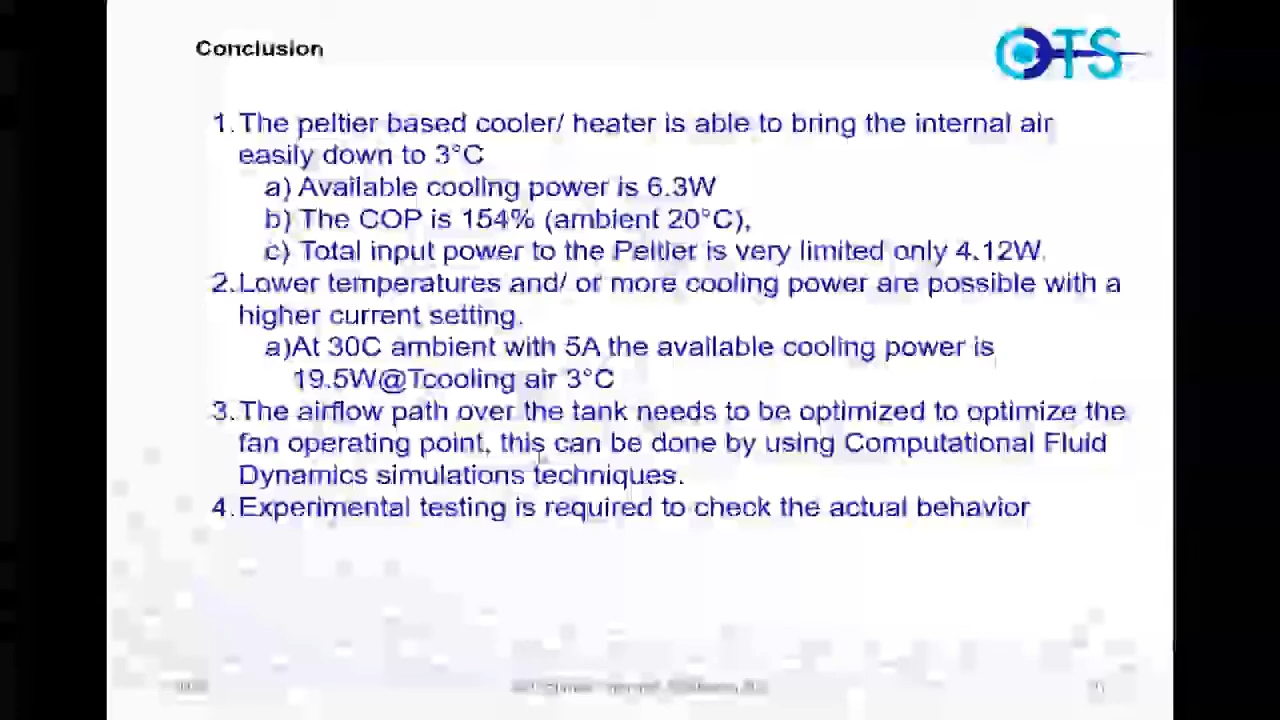 Conclusion
OTS
1. The peltier based cooler/ heater is able to bring the internal air
easily down to 3°C
a) Available cooling power is 6.3W
b) The COP is 154% (ambient 20°C),
c) Total input power to the Peltier is very limited only 4.12W.
2. Lower temperatures and/ or more cooling power are possible with a
higher current setting.
a)At 30C ambient with 5A the available cooling power is
19.5W@Tcooling air 3°C
3. The airflow path over the tank needs to be optimized to optimize the
fan operating point, this can be done by using Computational Fluid
Dynamics simulations techniques.
4. Experimental testing is required to check the actual behavior